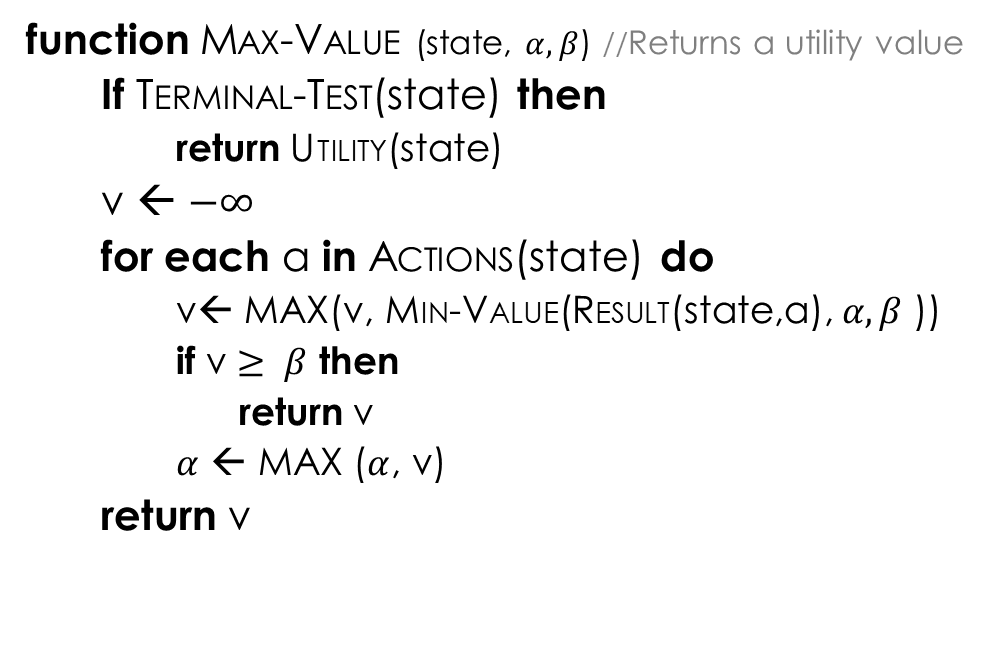 function MAX-VALUE (state, 𝛼, 𝛽) //Returns a utility value
If TERMINAL-TEST(state) then
return UTILITY(state)
v ← −∞
for each a in ACTIONS(state) do
v← MAX(v, MIN-VALUE(RESULT(state,a), 𝛼, 𝛽 ))
if v ≥ 𝛽 then
return v
𝛼 ← MAX (𝛼, v)
return v